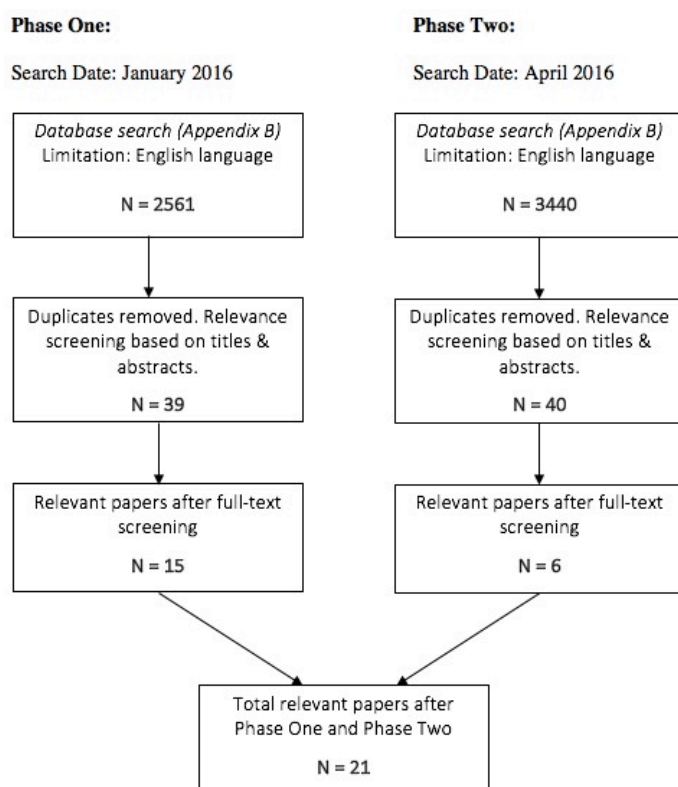 Phase One:
Search Date: January 2016
Database search (Appendix B)
Limitation: English language
N = 2561
Duplicates removed. Relevance
screening based on titles &
abstracts.
N = 39
Relevant papers after full-text
screening
N = 15
Phase Two:
Search Date: April 2016
Database search (Appendix B)
Limitation: English language
N = 3440
Duplicates removed. Relevance
screening based on titles &
abstracts.
N = 40
Relevant papers after full-text
screening
N = 6
Total relevant papers after
Phase One and Phase Two
N = 21